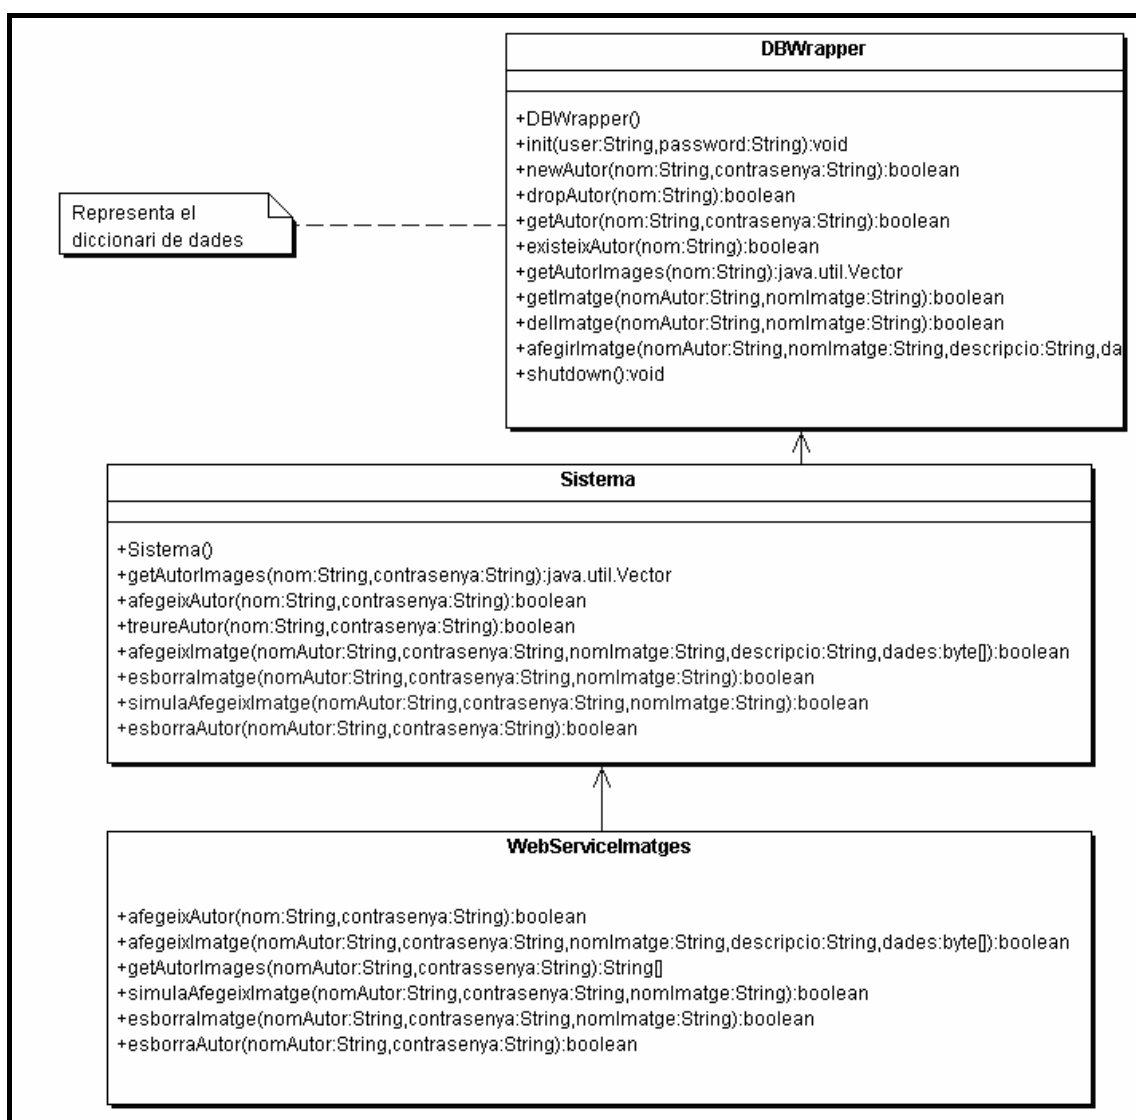 DBWrapper
+DBWrapper()
+init(user:String,password:String):void
+newAutor(nom:String,contrasenya:String):boolean
+dropAutor(nom:String):boolean
+getAutor(nom:String,contrasenya:String):boolean
+existeixAutor(nom:String):boolean
+getAutorImages(nom:String):java.util.Vector
+getImatge(nomAutor:String,nomImatge:String):boolean
+delImatge(nomAutor:String,nomImatge:String):boolean
+afegirImatge(nomAutor:String,nomImatge:String,descripcio:String,da
+shutdown():void
Representa el
diccionari de dades
Sistema
+Sistema()
+getAutorImages(nom:String,contrasenya:String):java.util.Vector
+afegeixAutor(nom:String,contrasenya:String):boolean
+treureAutor(nom:String,contrasenya:String):boolean
+afegeixImatge(nomAutor:String,contrasenya:String,nomImatge:String,descripcio:String,dades:byte[]):boolean
+esborraImatge(nomAutor:String,contrasenya:String,nomImatge:String):boolean
+simulaAfegeixImatge(nomAutor:String,contrasenya:String,nomImatge:String):boolean
+esborraAutor(nomAutor:String,contrasenya:String):boolean
WebServiceImatges
+afegeixAutor(nom:String,contrasenya:String):boolean
+afegeixImatge(nomAutor:String,contrasenya:String,nomImatge:String,descripcio:String,dades:byte[]):boolean
+getAutorImages(nomAutor:String,contrassenya:String):String[]
+simulaAfegeixImatge(nomAutor:String,contrasenya:String,nomImatge:String):boolean
+esborraImatge(nomAutor:String,contrasenya:String,nomImatge:String):boolean
+esborraAutor(nomAutor:String,contrasenya:String):boolean